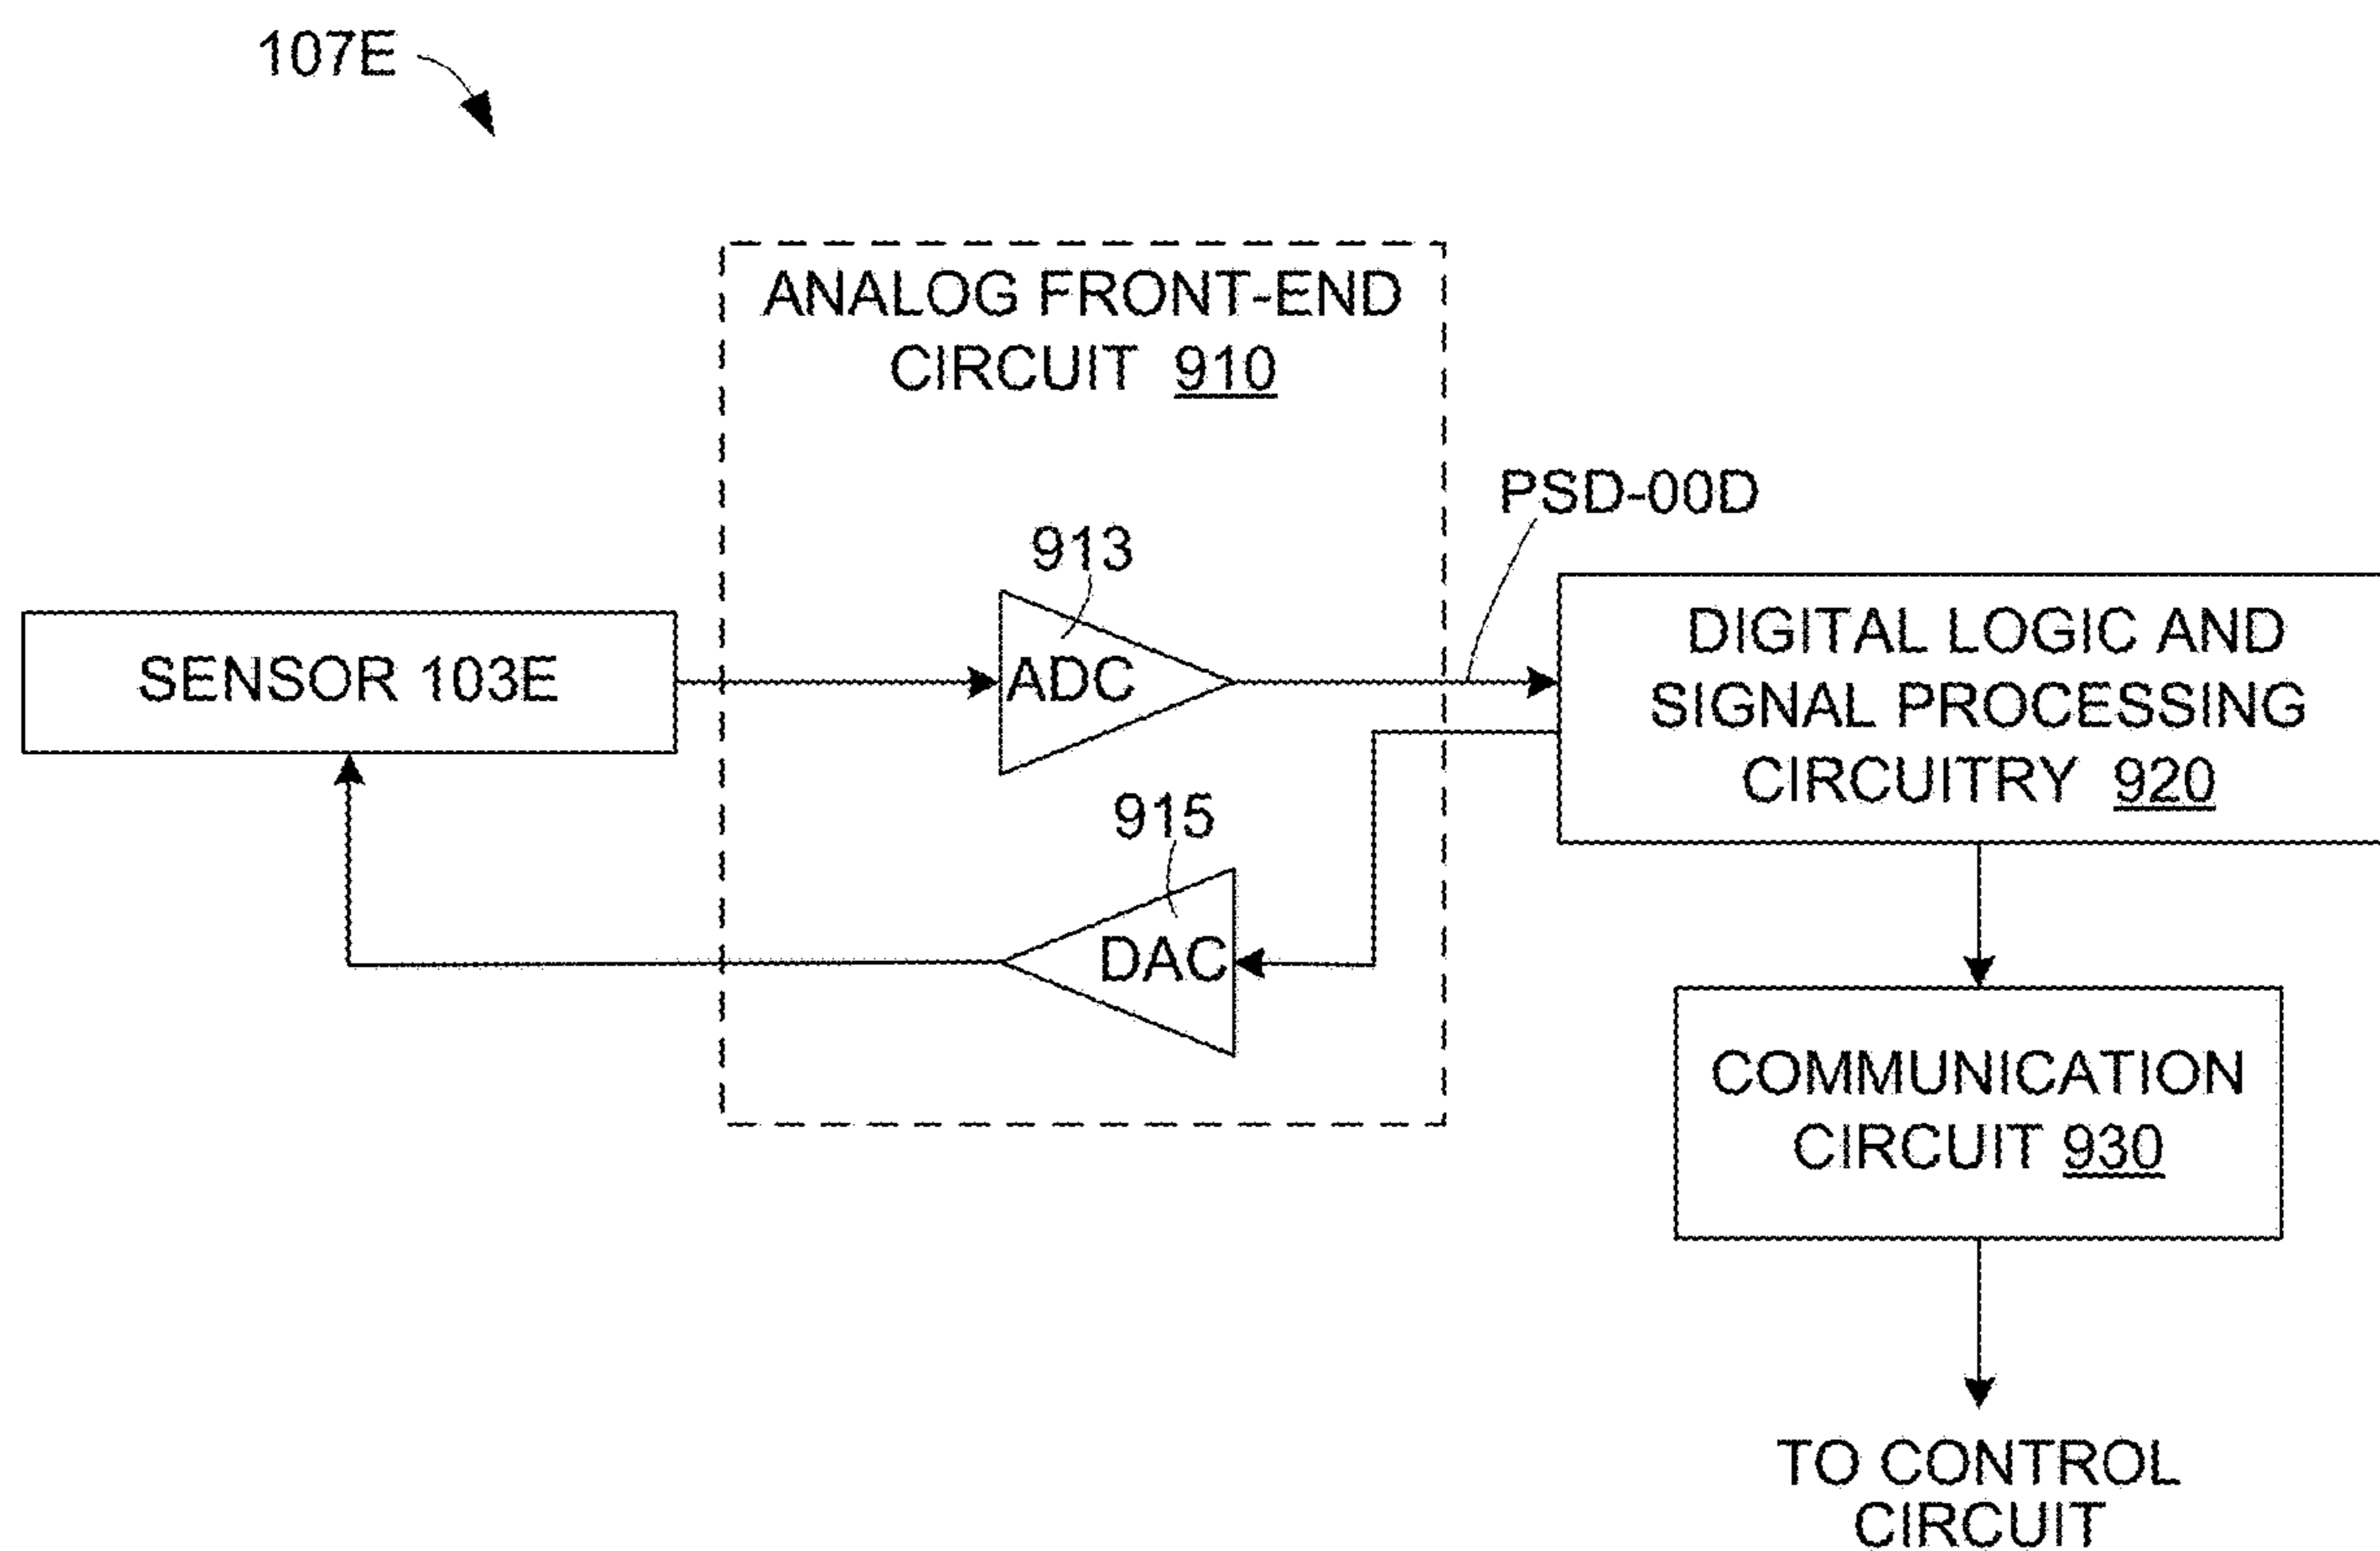 107E
ANALOG FRONT-END
CIRCUIT 910
PSD-00D
913
ADC
SENSOR 103E
DIGITAL LOGIC AND
SIGNAL PROCESSING
CIRCUITRY 920
915
DAC
COMMUNICATION
CIRCUIT 930
TO CONTROL
CIRCUIT